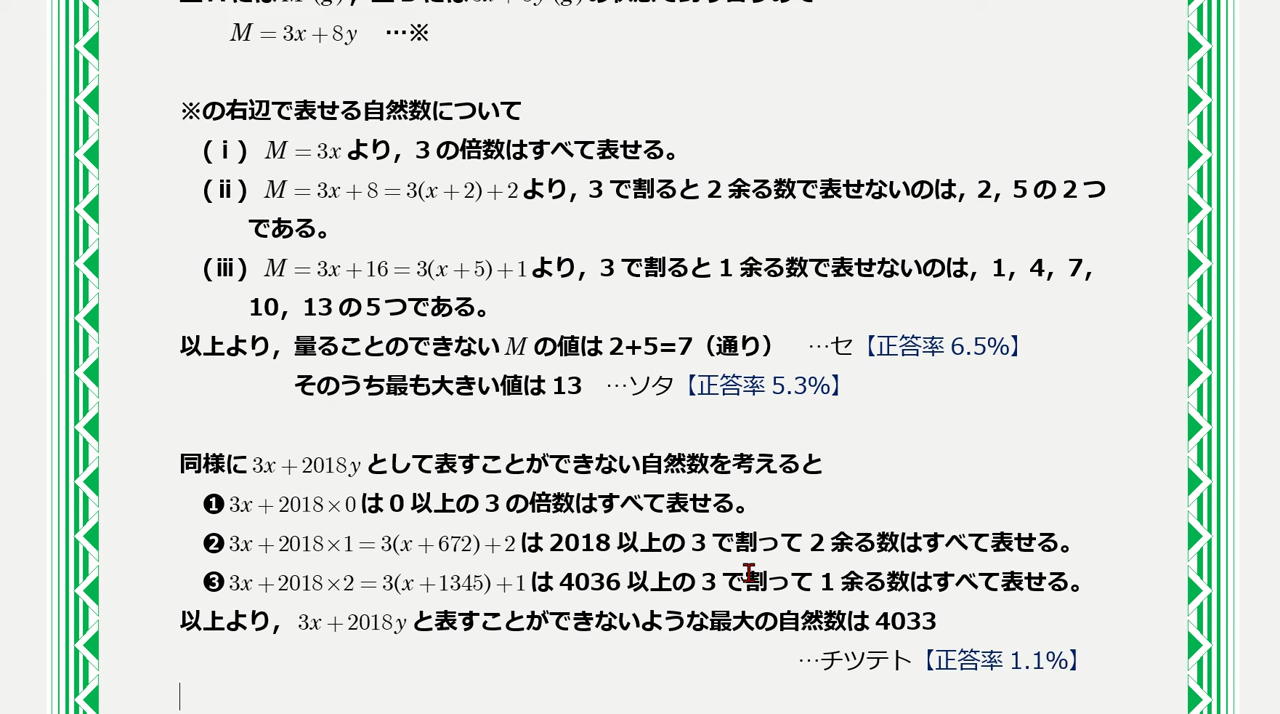 M = 3x + 8y …※
※の右辺で表せる自然数について
(ⅰ) M = 3x より，3 の倍数はすべて表せる。
(ⅱ) M = 3x + 8 = 3(x + 2) + 2 より，3 で割ると 2 余る数で表せないのは，2，5 の 2 つ
である。
(ⅲ) M = 3x + 16 = 3(x + 5) + 1 より，3 で割ると 1 余る数で表せないのは，1，4，7，
10，13 の 5 つである。
以上より，量ることのできない M の値は 2+5=7（通り） …セ【正答率 6.5%】
そのうち最も大きい値は 13 …ソタ【正答率 5.3%】
同様に 3x + 2018y として表すことができない自然数を考えると
❶ 3x + 2018 × 0 は 0 以上の 3 の倍数はすべて表せる。
❷ 3x + 2018 × 1 = 3(x + 672) + 2 は 2018 以上の 3 で割って 2 余る数はすべて表せる。
❸ 3x + 2018 × 2 = 3(x + 1345) + 1 は 4036 以上の 3 で割って 1 余る数はすべて表せる。
以上より， 3x + 2018y と表すことができないような最大の自然数は 4033
…チツテト【正答率 1.1%】